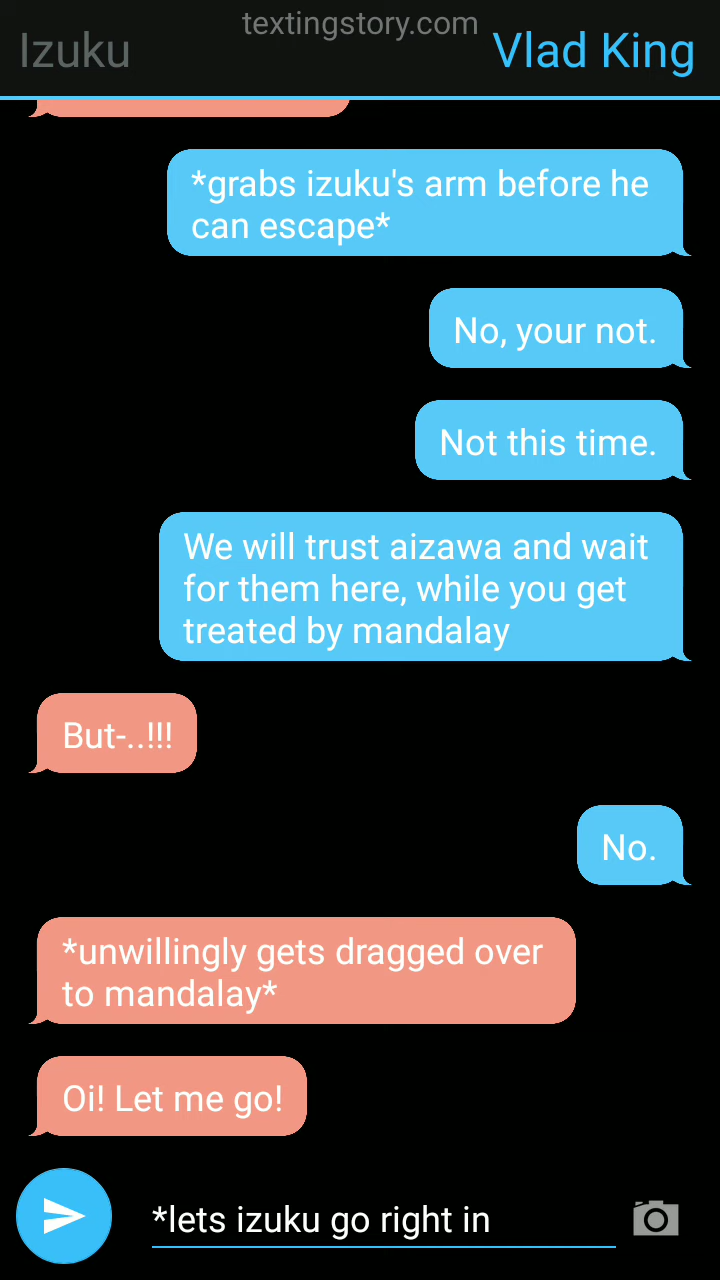 textingstory.com
Izuku
Vlad King
*grabs izuku's arm before he
can escape*
No, your not.
Not this time.
We will trust aizawa and wait
for them here, while you get
treated by mandalay
But-..!!!
No.
*unwillingly gets dragged over
to mandalay*
Oi! Let me go!
*lets izuku go right in